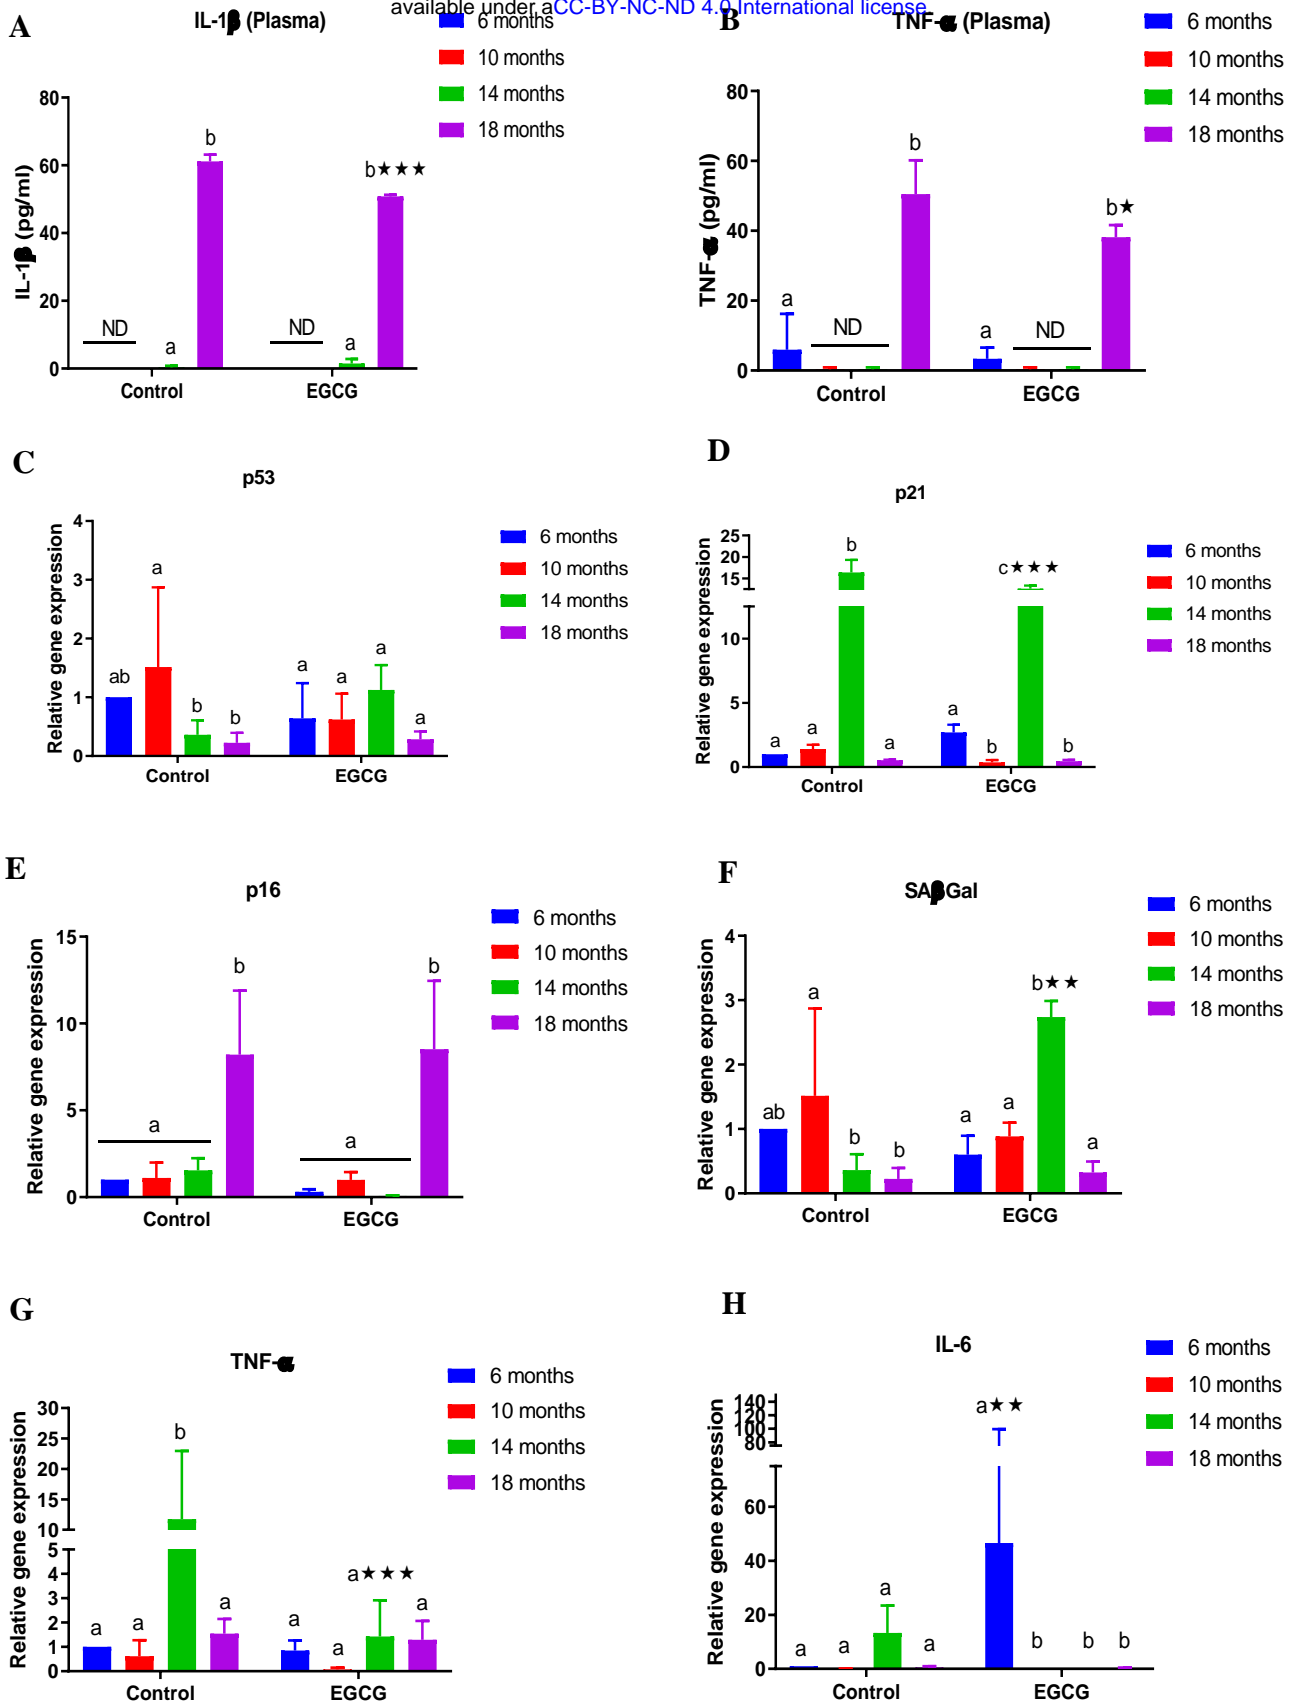 available under aCC-BY-NC-ND 4.0 International license.
A
IL-1β (Plasma)
6 months
10 months
14 months
18 months
IL-1β (pg/ml)
80
60
40
20
0
ND
a
b
ND
a
b★★★
Control
EGCG
B
TNF-α (Plasma)
6 months
10 months
14 months
18 months
TNF-α (pg/ml)
80
60
40
20
0
a
ND
b
a
ND
b★
Control
EGCG
C
p53
6 months
10 months
14 months
18 months
Relative gene expression
4
3
2
1
0
ab
a
b
b
a
a
a
a
Control
EGCG
D
p21
6 months
10 months
14 months
18 months
Relative gene expression
25
20
15
10
5
0
a
a
b
a
a
b
c★★★
b
Control
EGCG
E
p16
6 months
10 months
14 months
18 months
Relative gene expression
15
10
5
0
a
b
a
b
Control
EGCG
F
SAβGal
6 months
10 months
14 months
18 months
Relative gene expression
4
3
2
1
0
ab
a
b
b
a
a
b★★
a
Control
EGCG
G
TNF-α
6 months
10 months
14 months
18 months
Relative gene expression
30
25
20
15
10
5
4
3
2
1
0
a
a
b
a
a
a
a★★★
a
Control
EGCG
H
IL-6
6 months
10 months
14 months
18 months
Relative gene expression
140
120
100
80
60
40
20
0
a
a
a
a
a★★
b
b
b
Control
EGCG